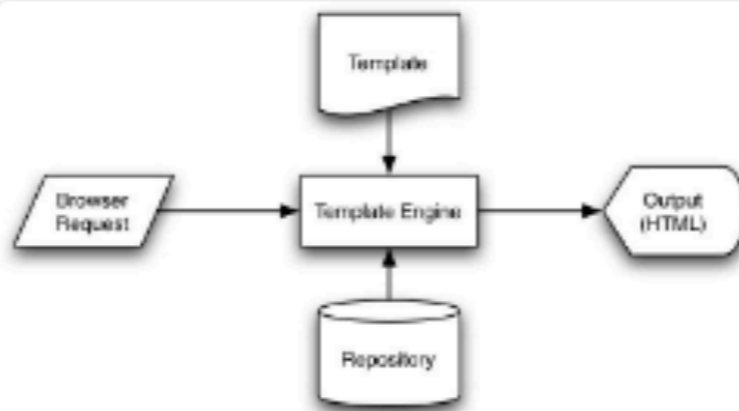 Template
Browser
Request
Template Engine
Output
(HTML)
Repository